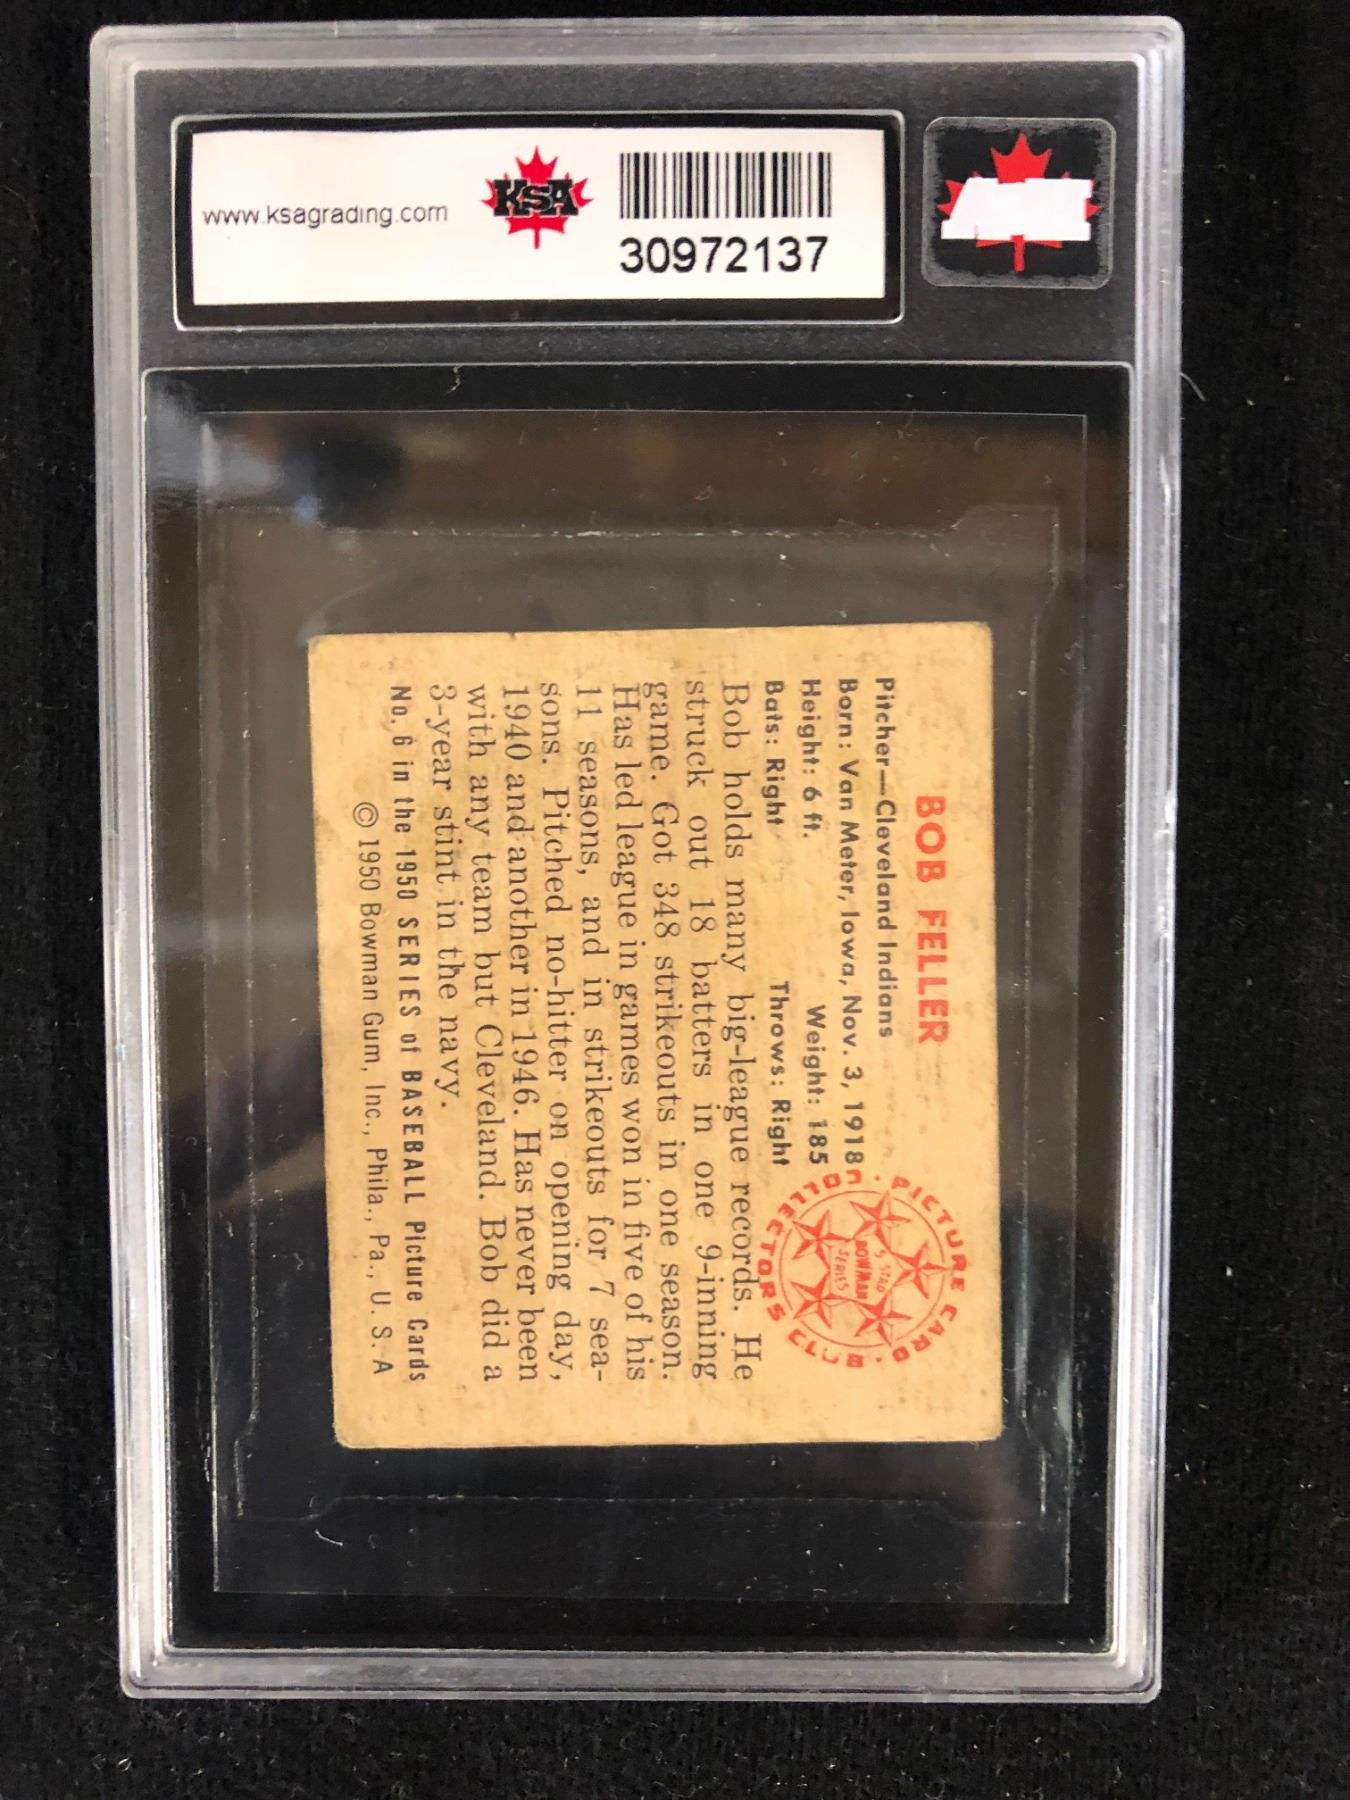 www.ksagrading.com
KSA
30972137
BOB FELLER
Pitcher—Cleveland Indians
Born: Van Meter, Iowa, Nov. 3, 1918
Height: 6 ft. Weight: 185
Bats: Right Throws: Right
PICTURE CARD · COLLECTORS CLUB ·
5 STAR
BOWMAN
SERIES
Bob holds many big-league records. He
struck out 18 batters in one 9-inning
game. Got 348 strikeouts in one season.
Has led league in games won in five of his
11 seasons, and in strikeouts for 7 sea-
sons. Pitched no-hitter on opening day,
1940 and another in 1946. Has never been
with any team but Cleveland. Bob did a
3-year stint in the navy.
No. 6 in the 1950 SERIES of BASEBALL Picture Cards
© 1950 Bowman Gum, Inc., Phila., Pa., U. S. A